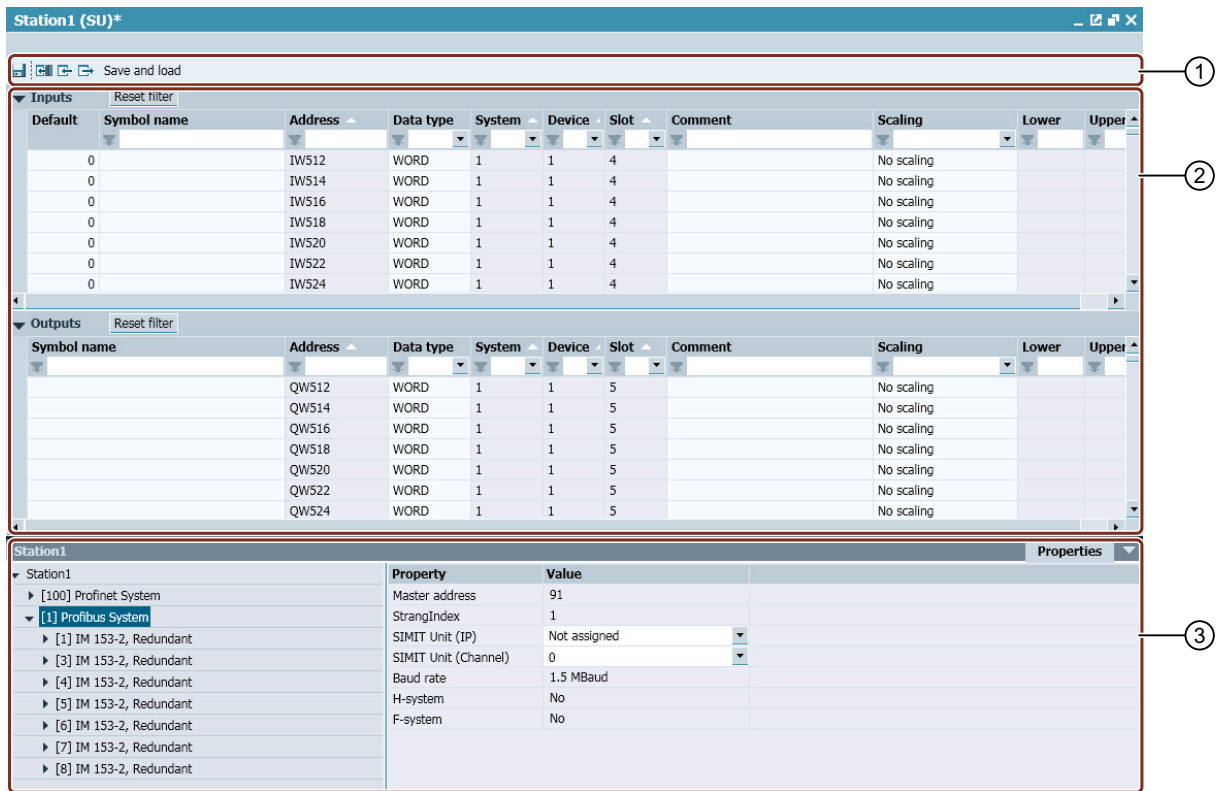 Station1 (SU)*
Save and load
1
Inputs Reset filter
Default Symbol name Address Data type System Device Slot Comment Scaling Lower Upper
0 IW512 WORD 1 1 4 No scaling
0 IW514 WORD 1 1 4 No scaling
2
0 IW516 WORD 1 1 4 No scaling
0 IW518 WORD 1 1 4 No scaling
0 IW520 WORD 1 1 4 No scaling
0 IW522 WORD 1 1 4 No scaling
0 IW524 WORD 1 1 4 No scaling
Outputs Reset filter
Symbol name Address Data type System Device Slot Comment Scaling Lower Upper
QW512 WORD 1 1 5 No scaling
QW514 WORD 1 1 5 No scaling
QW516 WORD 1 1 5 No scaling
QW518 WORD 1 1 5 No scaling
QW520 WORD 1 1 5 No scaling
QW522 WORD 1 1 5 No scaling
QW524 WORD 1 1 5 No scaling
Station1 Properties
Station1 Property Value
[100] Profinet System Master address 91
[1] Profibus System StrangIndex 1
[1] IM 153-2, Redundant SIMIT Unit (IP) Not assigned
3
[3] IM 153-2, Redundant SIMIT Unit (Channel) 0
[4] IM 153-2, Redundant Baud rate 1.5 MBaud
[5] IM 153-2, Redundant H-system No
[6] IM 153-2, Redundant F-system No
[7] IM 153-2, Redundant
[8] IM 153-2, Redundant